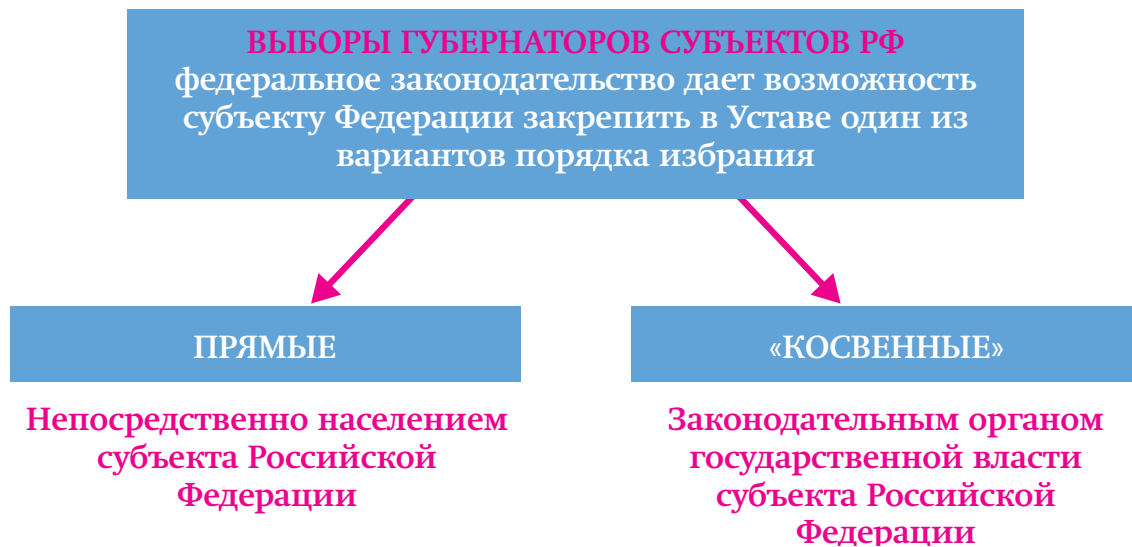 ВЫБОРЫ ГУБЕРНАТОРОВ СУБЪЕКТОВ РФ
федеральное законодательство дает возможность
субъекту Федерации закрепить в Уставе один из
вариантов порядка избрания
ПРЯМЫЕ
Непосредственно населением
субъекта Российской
Федерации
«КОСВЕННЫЕ»
Законодательным органом
государственной власти
субъекта Российской
Федерации